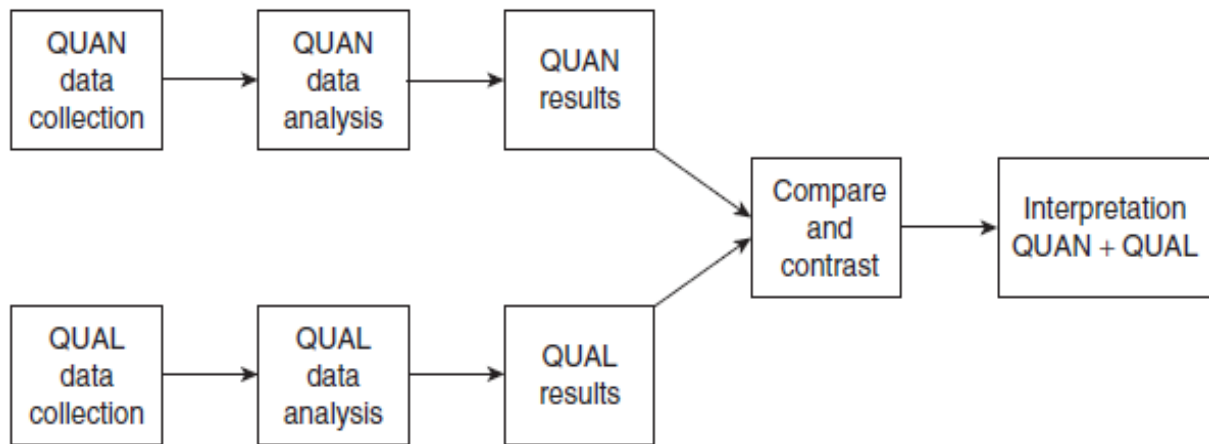 QUAN
data
collection
QUAN
data
analysis
QUAN
results
Compare
and
contrast
Interpretation
QUAN + QUAL
QUAL
data
collection
QUAL
data
analysis
QUAL
results